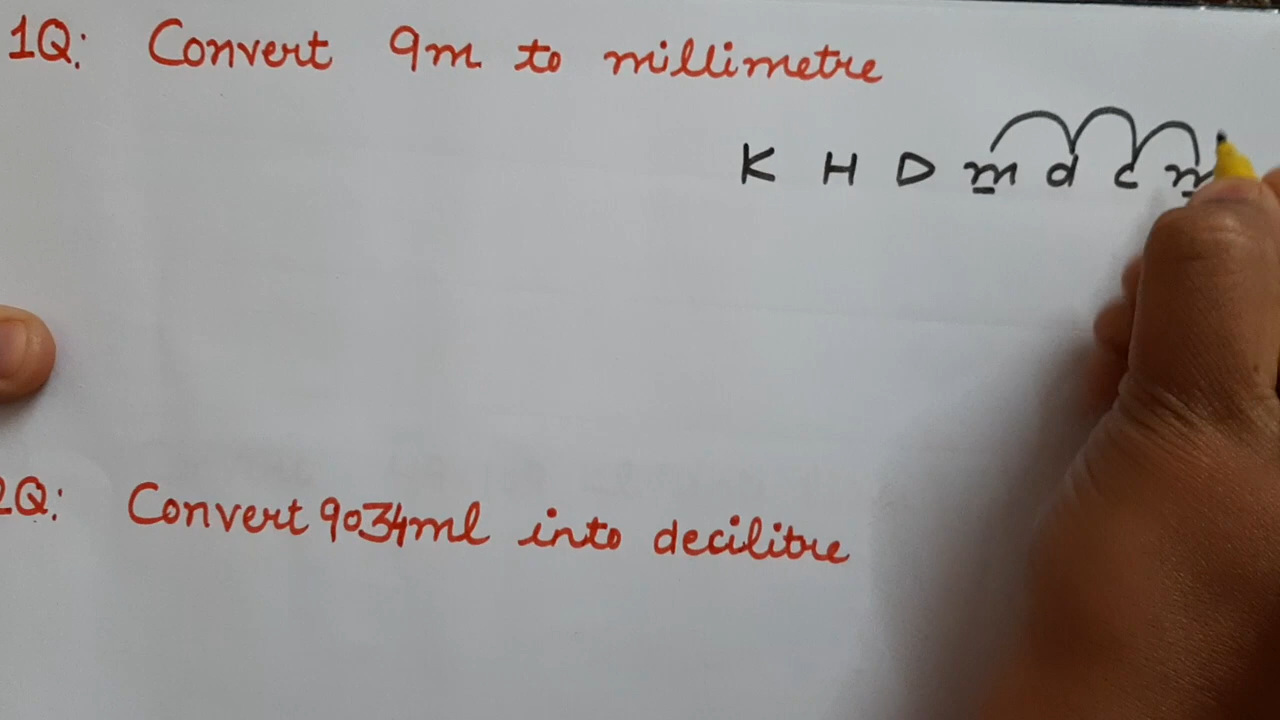 1Q: Convert 9m to millimetre
K H D m d c m
2Q: Convert 9034ml into decilitre